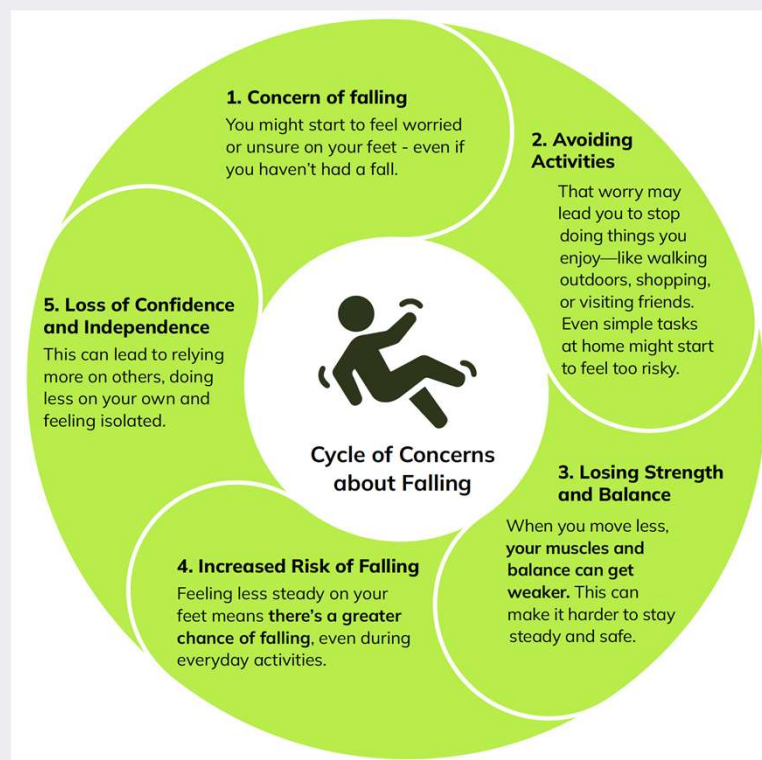 1. Concern of falling
You might start to feel worried
or unsure on your feet - even if
you haven't had a fall.
2. Avoiding
Activities
That worry may
lead you to stop
doing things you
enjoy—like walking
outdoors, shopping,
or visiting friends.
Even simple tasks
at home might start
to feel too risky.
3. Losing Strength
and Balance
When you move less,
your muscles and
balance can get
weaker. This can
make it harder to stay
steady and safe.
4. Increased Risk of Falling
Feeling less steady on your
feet means there's a greater
chance of falling, even during
everyday activities.
5. Loss of Confidence
and Independence
This can lead to relying
more on others, doing
less on your own and
feeling isolated.
Cycle of Concerns
about Falling